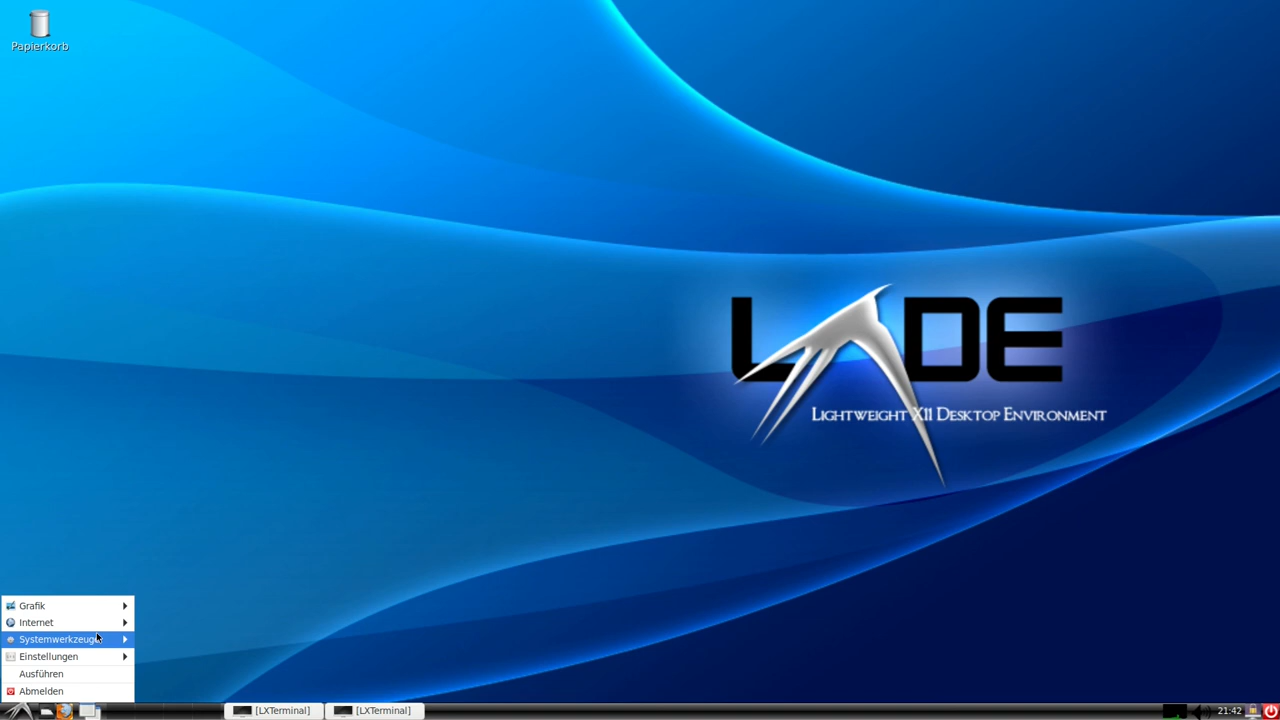 Papierkorb
LXDE
Lightweight X11 Desktop Environment
Grafik
Internet
Systemwerkzeuge
Einstellungen
Ausführen
Abmelden
[LXTerminal]
[LXTerminal]
21:42